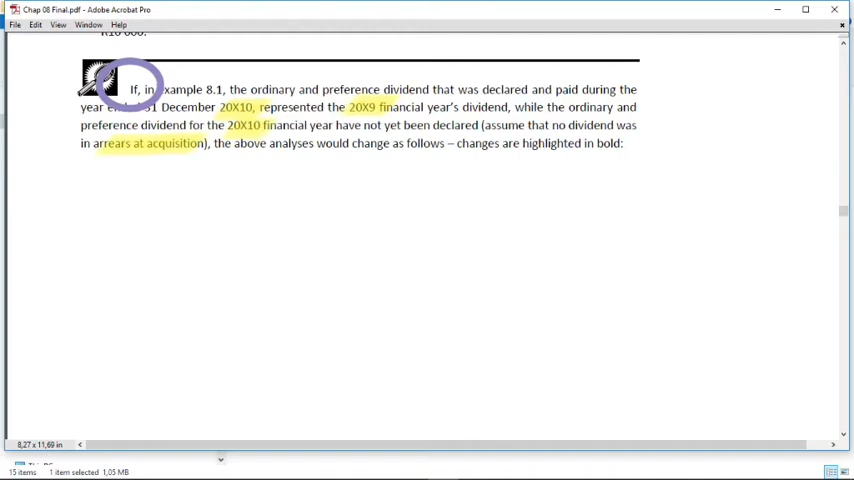 Chap 08 Final.pdf - Adobe Acrobat Pro
File Edit View Window Help
R10 000.
If, in example 8.1, the ordinary and preference dividend that was declared and paid during the
year ended 31 December 20X10, represented the 20X9 financial year's dividend, while the ordinary and
preference dividend for the 20X10 financial year have not yet been declared (assume that no dividend was
in arrears at acquisition), the above analyses would change as follows – changes are highlighted in bold:
8,27 x 11,69 in
This PC
15 items 1 item selected 1,05 MB